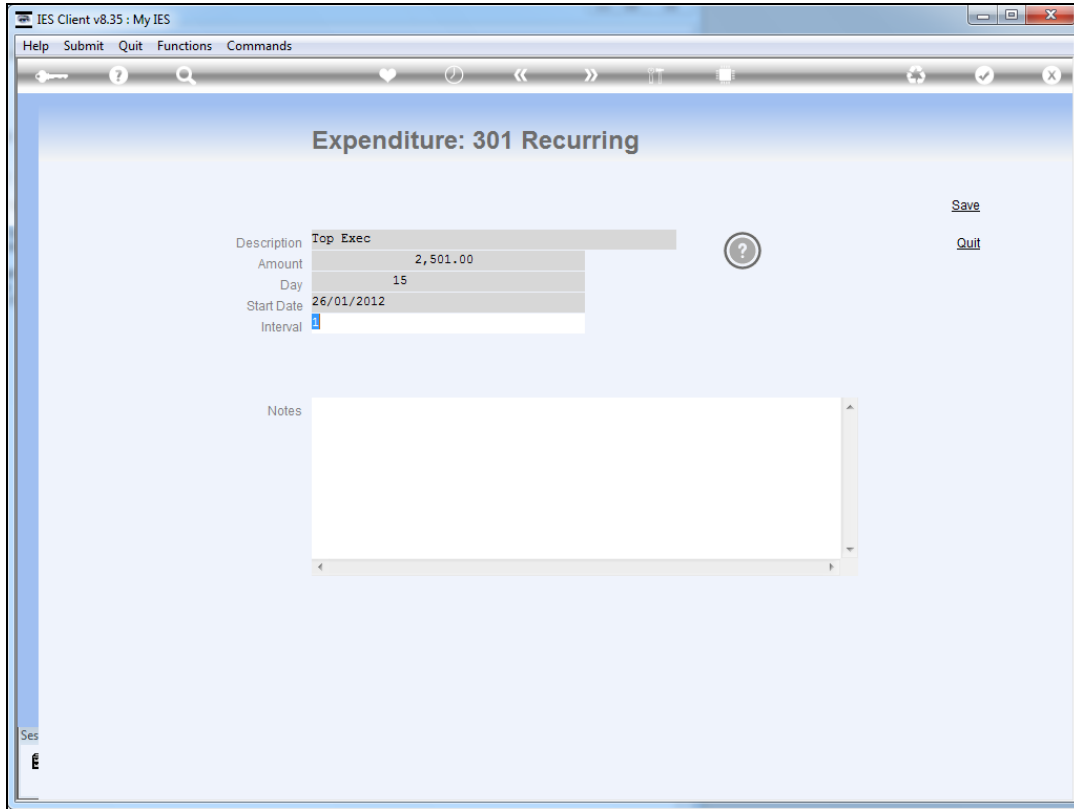 IES Client v8.35 : My IES
Help Submit Quit Functions Commands
Expenditure: 301 Recurring
Save
Description Top Exec
Quit
Amount 2,501.00
Day 15
Start Date 26/01/2012
Interval 1
Notes
Ses